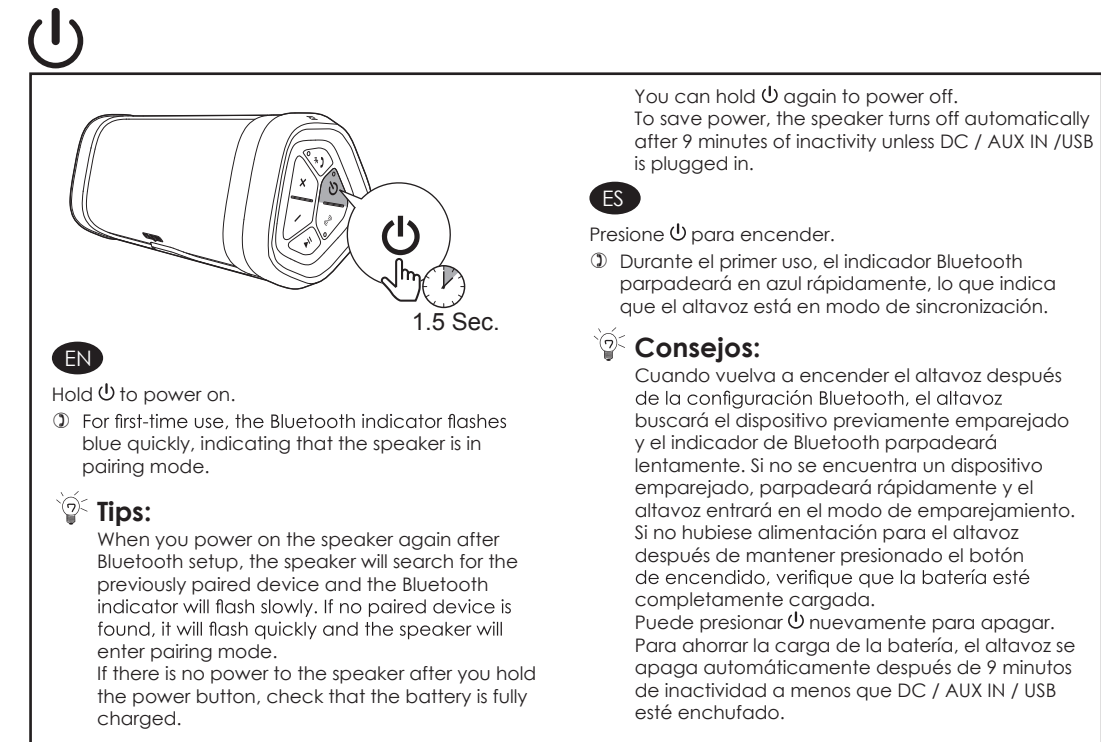 1.5 Sec.
EN
Hold ⏻ to power on.
For first-time use, the Bluetooth indicator flashes
blue quickly, indicating that the speaker is in
pairing mode.
Tips:
When you power on the speaker again after
Bluetooth setup, the speaker will search for the
previously paired device and the Bluetooth
indicator will flash slowly. If no paired device is
found, it will flash quickly and the speaker will
enter pairing mode.
If there is no power to the speaker after you hold
the power button, check that the battery is fully
charged.
You can hold ⏻ again to power off.
To save power, the speaker turns off automatically
after 9 minutes of inactivity unless DC / AUX IN /USB
is plugged in.
ES
Presione ⏻ para encender.
Durante el primer uso, el indicador Bluetooth
parpadeará en azul rápidamente, lo que indica
que el altavoz está en modo de sincronización.
Consejos:
Cuando vuelva a encender el altavoz después
de la configuración Bluetooth, el altavoz
buscará el dispositivo previamente emparejado
y el indicador de Bluetooth parpadeará
lentamente. Si no se encuentra un dispositivo
emparejado, parpadeará rápidamente y el
altavoz entrará en el modo de emparejamiento.
Si no hubiese alimentación para el altavoz
después de mantener presionado el botón
de encendido, verifique que la batería esté
completamente cargada.
Puede presionar ⏻ nuevamente para apagar.
Para ahorrar la carga de la batería, el altavoz se
apaga automáticamente después de 9 minutos
de inactividad a menos que DC / AUX IN / USB
esté enchufado.